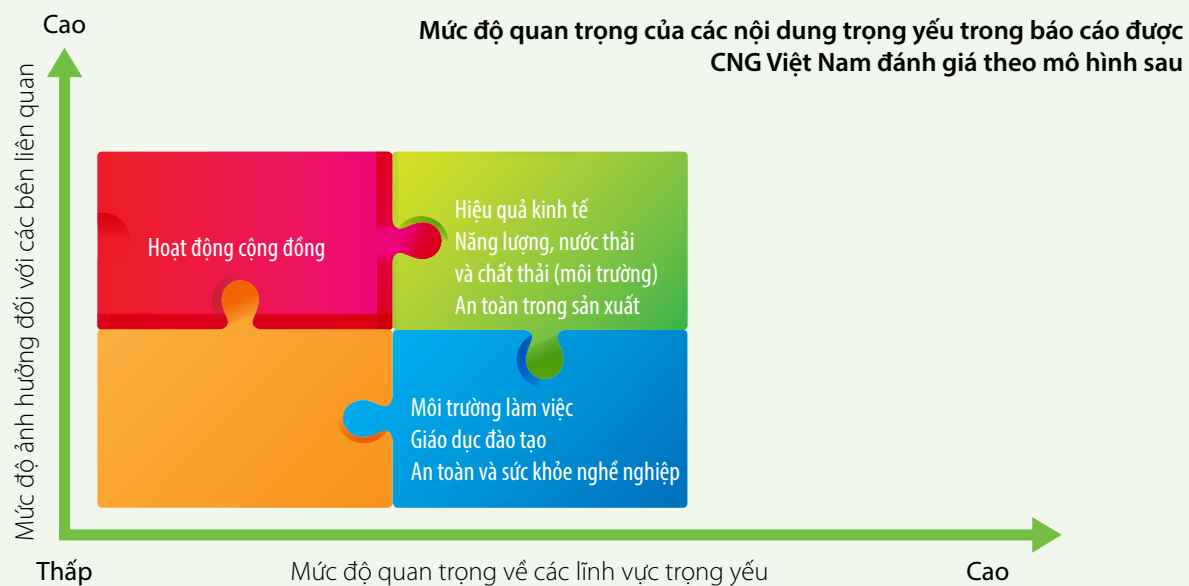 Cao
Mức độ quan trọng của các nội dung trọng yếu trong báo cáo được
CNG Việt Nam đánh giá theo mô hình sau
Mức độ ảnh hưởng đối với các bên liên quan
Hoạt động cộng đồng
Hiệu quả kinh tế
Năng lượng, nước thải
và chất thải (môi trường)
An toàn trong sản xuất
Môi trường làm việc
Giáo dục đào tạo
An toàn và sức khỏe nghề nghiệp
Thấp
Mức độ quan trọng về các lĩnh vực trọng yếu
Cao